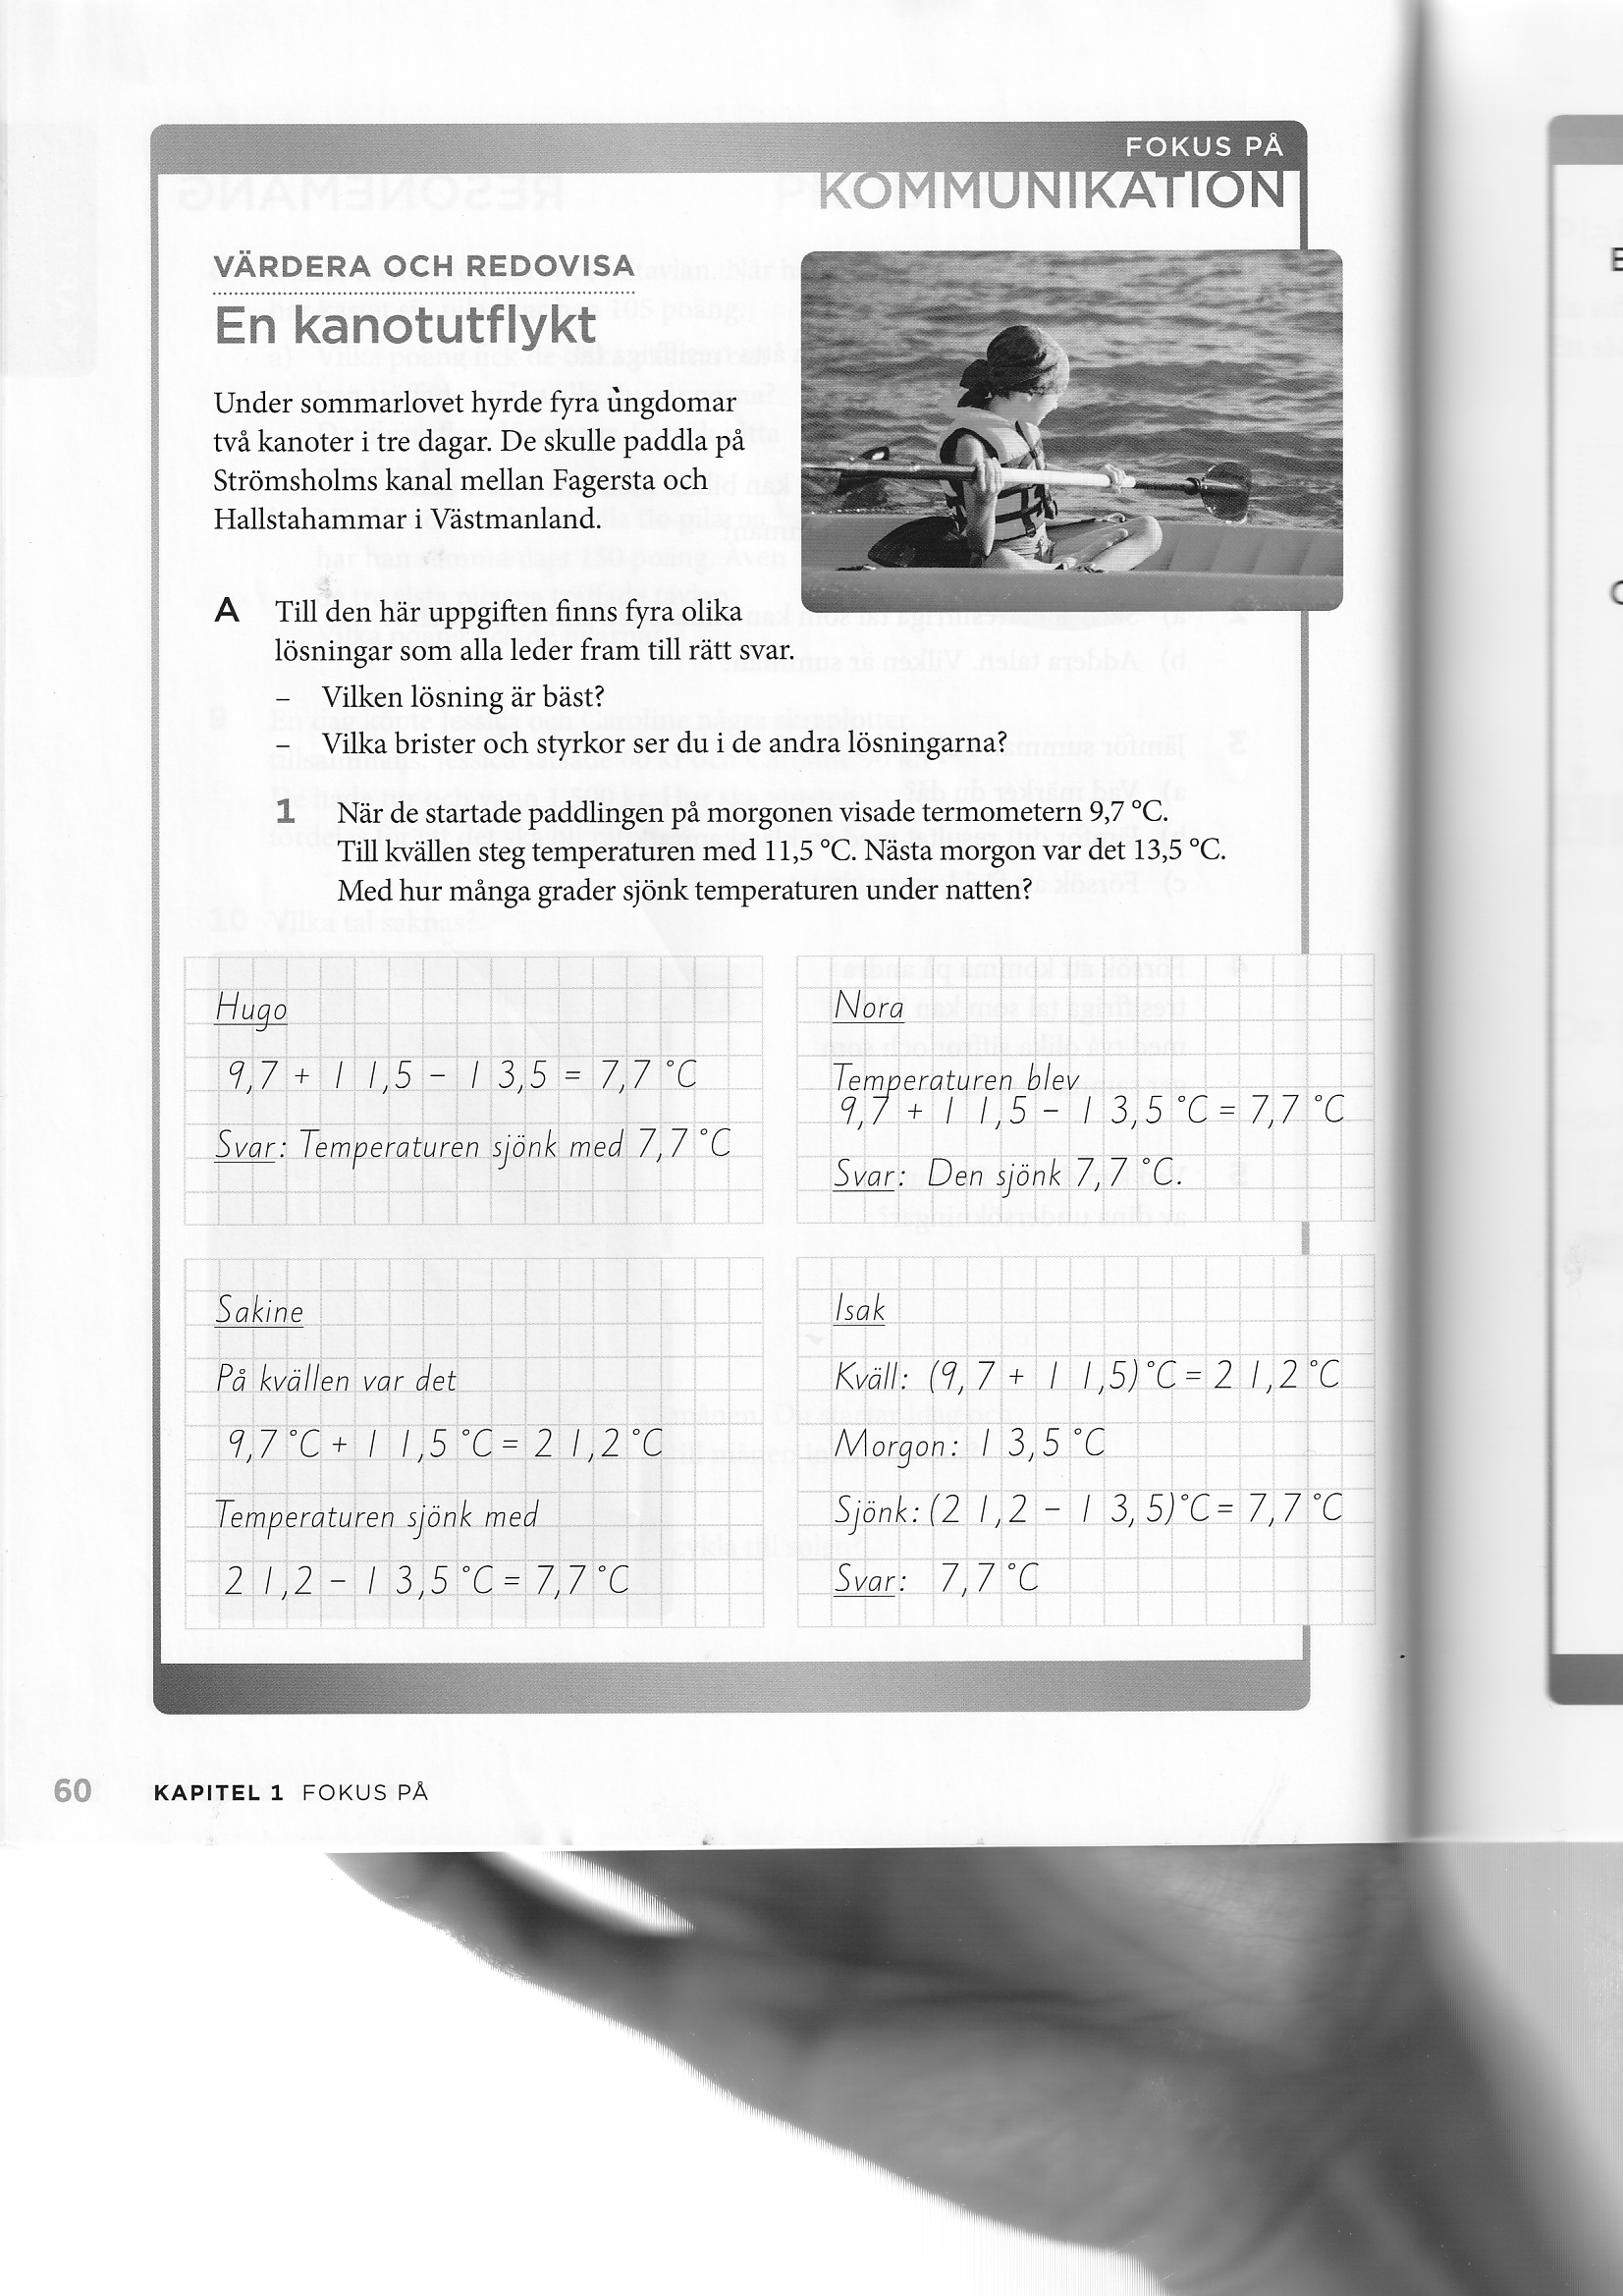 FOKUS PÅ
KOMMUNIKATION
VÄRDERA OCH REDOVISA
En kanotutflykt
Under sommarlovet hyrde fyra ungdomar
två kanoter i tre dagar. De skulle paddla på
Strömsholms kanal mellan Fagersta och
Hallstahammar i Västmanland.
A Till den här uppgiften finns fyra olika
lösningar som alla leder fram till rätt svar.
– Vilken lösning är bäst?
– Vilka brister och styrkor ser du i de andra lösningarna?
1 När de startade paddlingen på morgonen visade termometern 9,7 °C.
Till kvällen steg temperaturen med 11,5 °C. Nästa morgon var det 13,5 °C.
Med hur många grader sjönk temperaturen under natten?
Hugo
9,7 + 11,5 – 13,5 = 7,7 °C
Svar: Temperaturen sjönk med 7,7 °C
Nora
Temperaturen blev
9,7 + 11,5 – 13,5 °C = 7,7 °C
Svar: Den sjönk 7,7 °C.
Sakine
På kvällen var det
9,7 °C + 11,5 °C = 21,2 °C
Temperaturen sjönk med
21,2 – 13,5 °C = 7,7 °C
Isak
Kväll: (9,7 + 11,5) °C = 21,2 °C
Morgon: 13,5 °C
Sjönk: (21,2 – 13,5) °C = 7,7 °C
Svar: 7,7 °C
60 KAPITEL 1 FOKUS PÅ